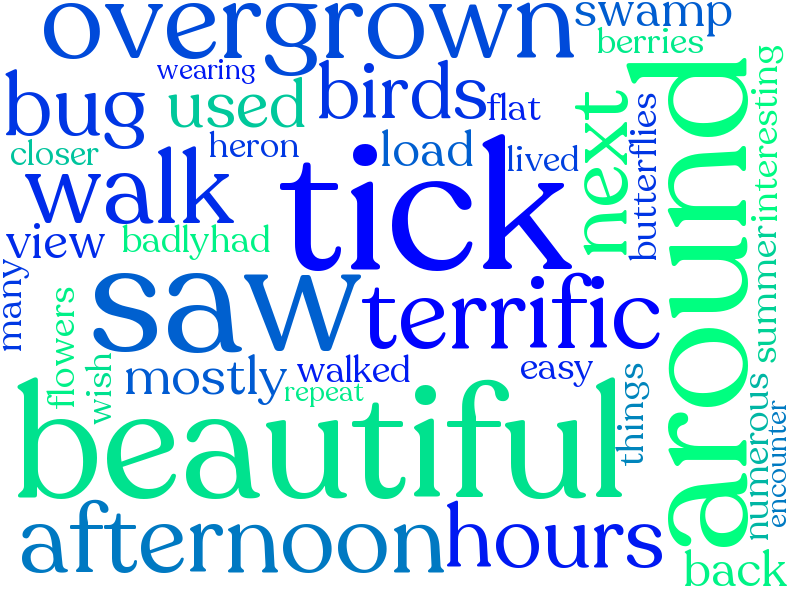 overgrown
swamp
berries
wearing
bug
used
birds
flat
next
butterflies
around
interesting
closer
heron
load
lived
walk
tick
view
badly
had
many
saw
terrific
summer
flowers
wish
mostly
walked
repeat
easy
things
beautiful
numerous
encounter
afternoon
hours
back